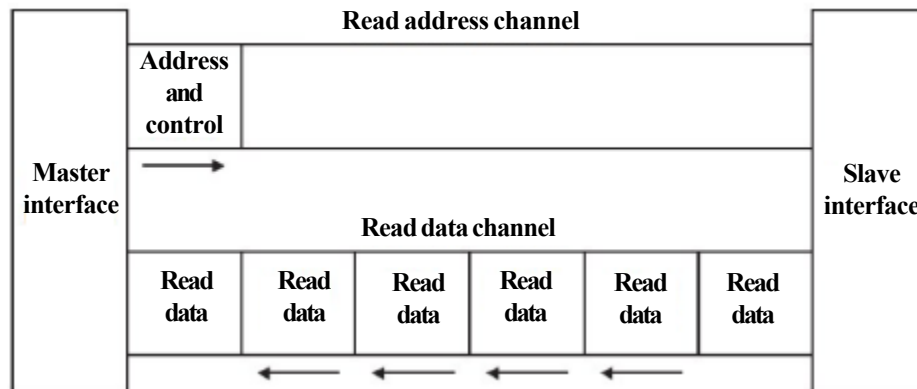 Read address channel
Address
and
control
Master
interface
Slave
interface
Read data channel
Read
data
Read
data
Read
data
Read
data
Read
data
Read
data